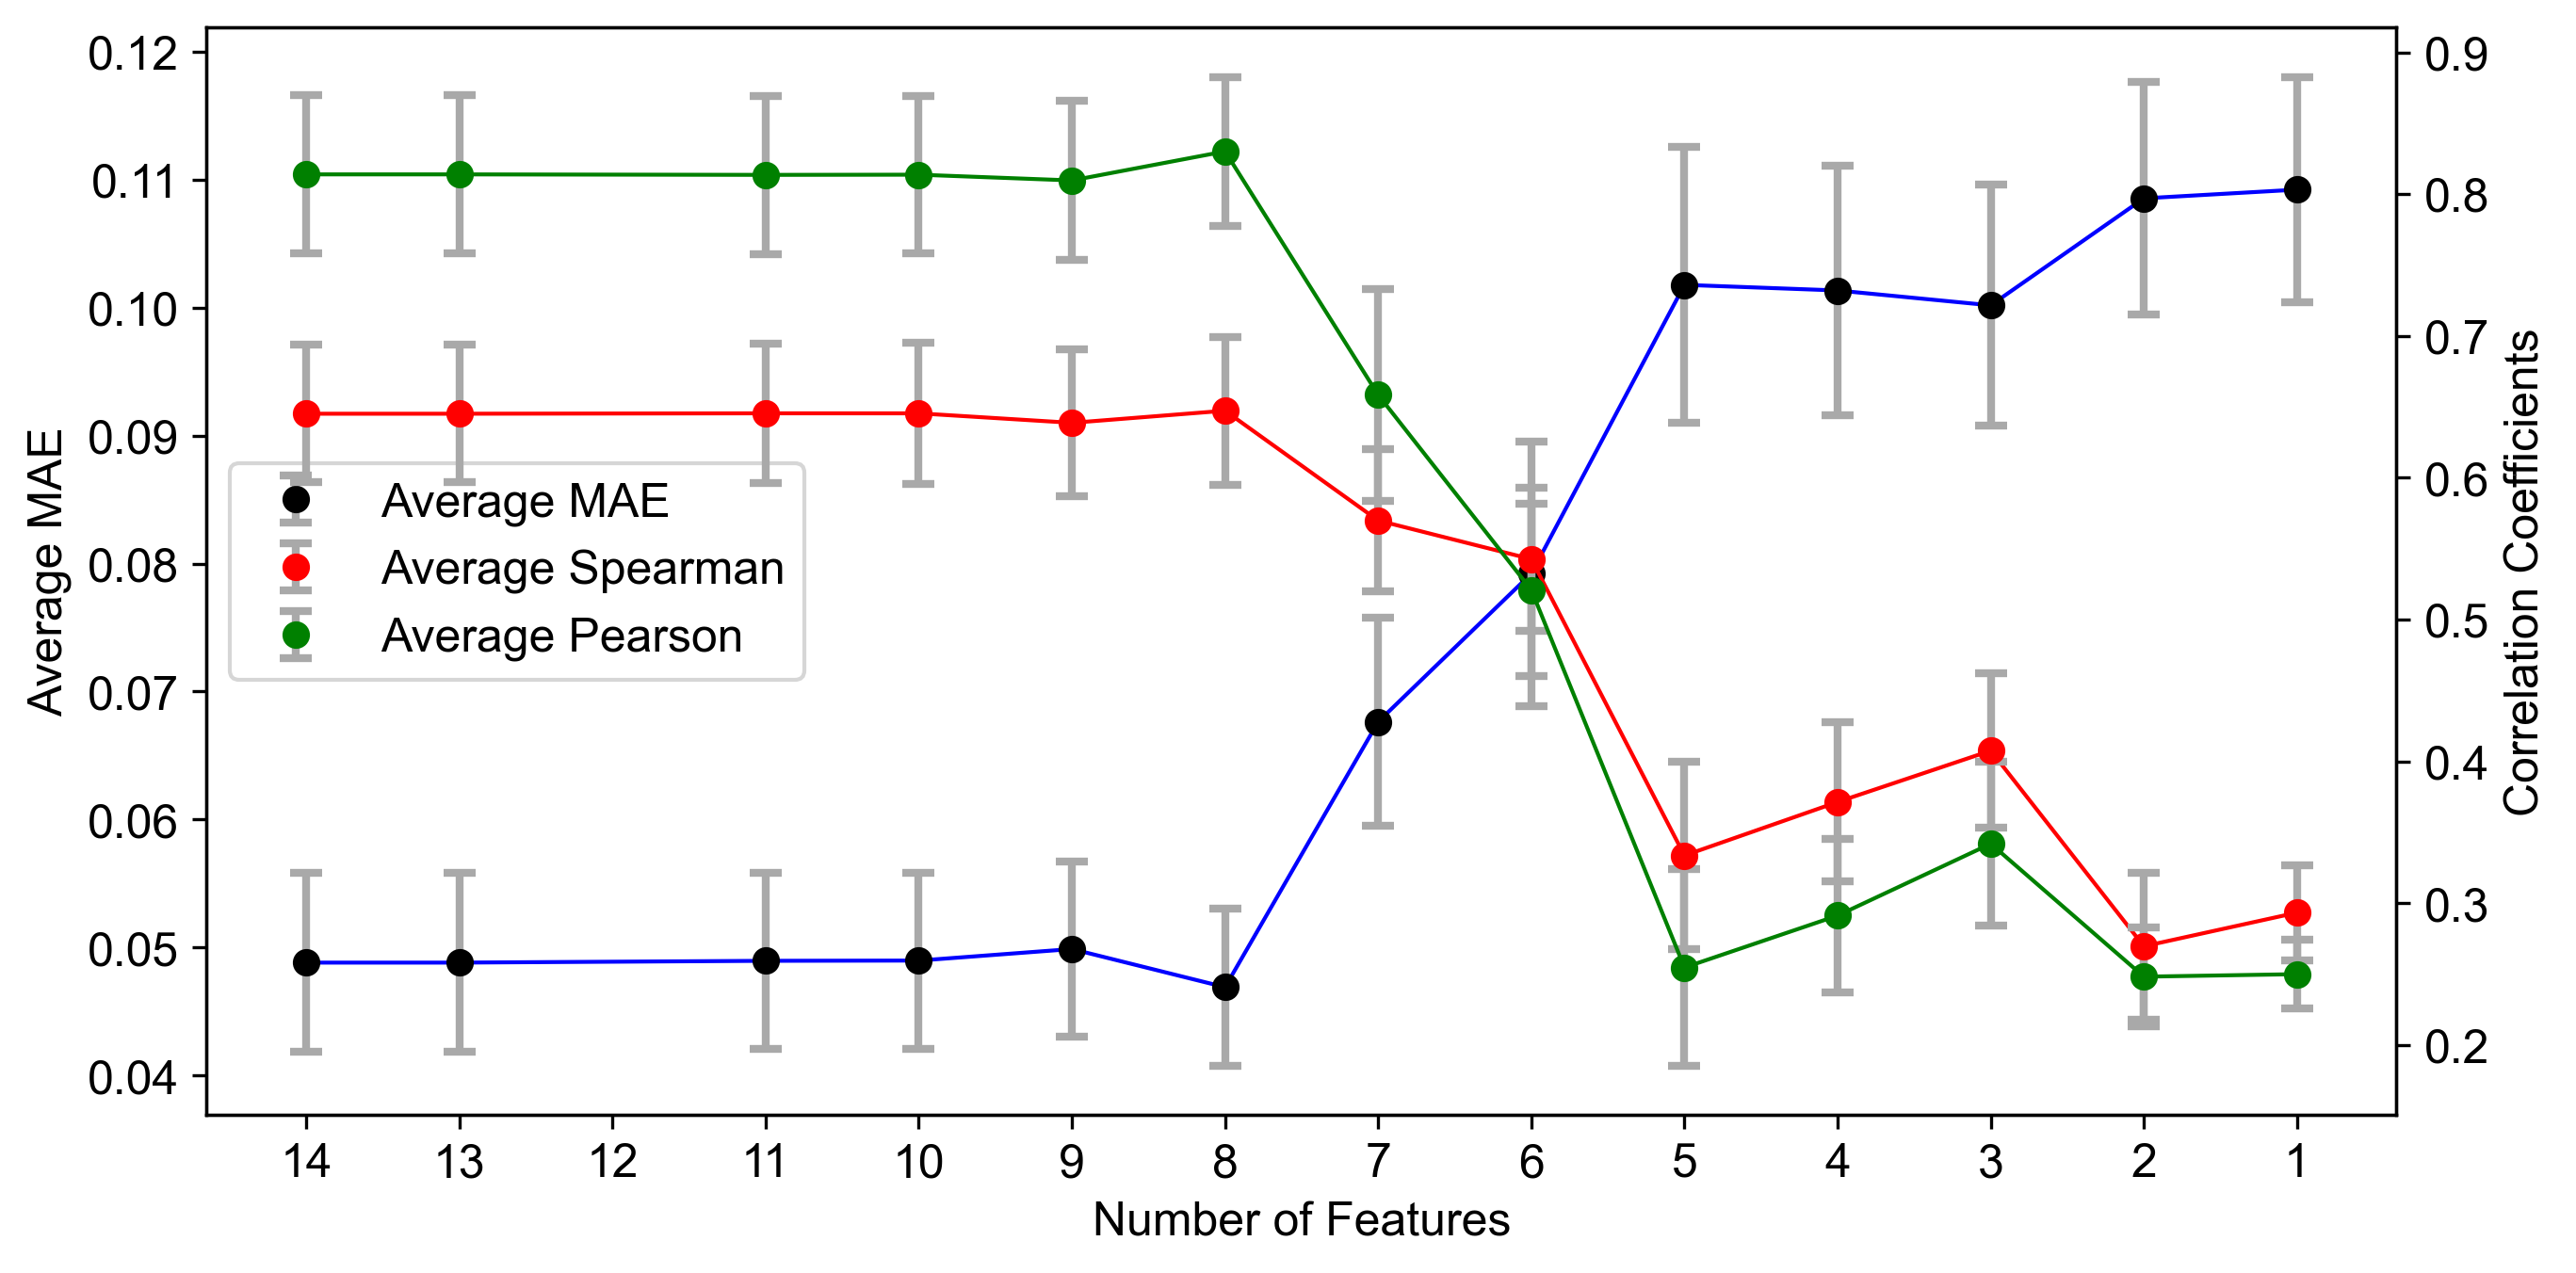 0.12
0.11
0.10
0.09
0.08
0.07
0.06
0.05
0.04
Average MAE
Average MAE
Average Spearman
Average Pearson
0.9
0.8
0.7
0.6
0.5
0.4
0.3
0.2
Correlation Coefficients
14 13 12 11 10 9 8 7 6 5 4 3 2 1
Number of Features